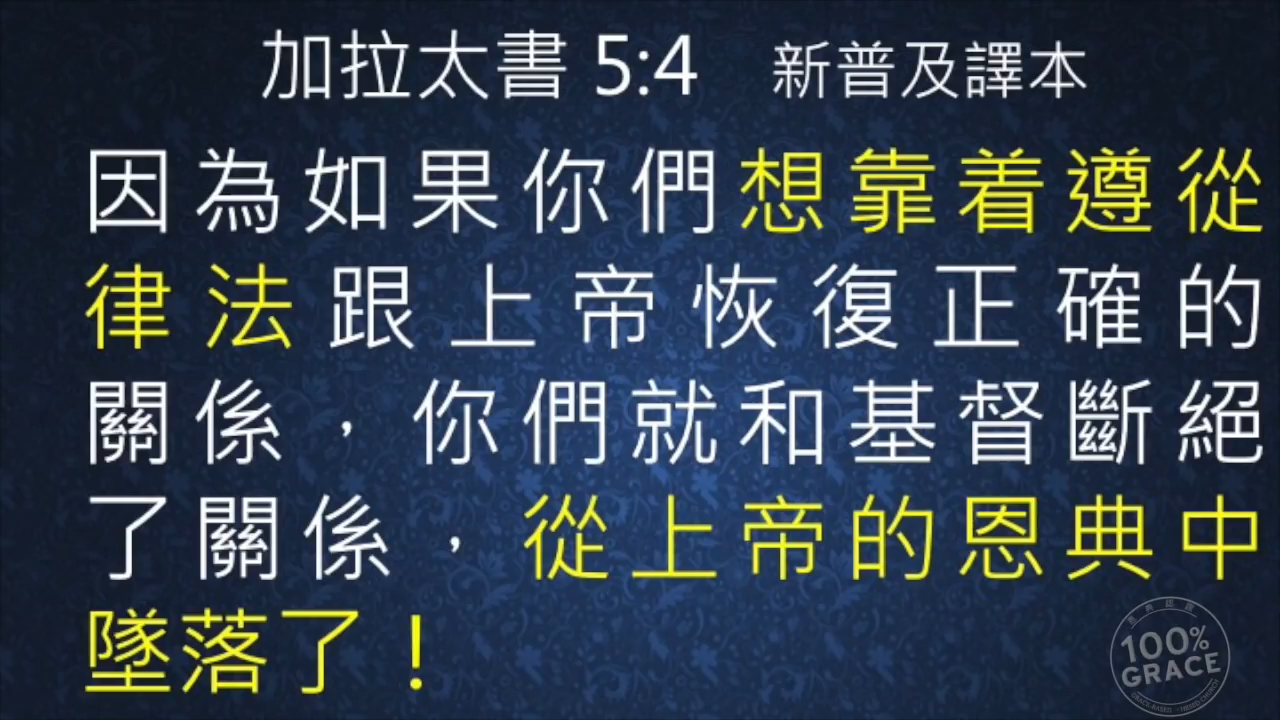 加拉太書 5:4 新普及譯本
因為如果你們想靠着遵從
律法跟上帝恢復正確的
關係，你們就和基督斷絕
了關係，從上帝的恩典中
墜落了！
100%
GRACE